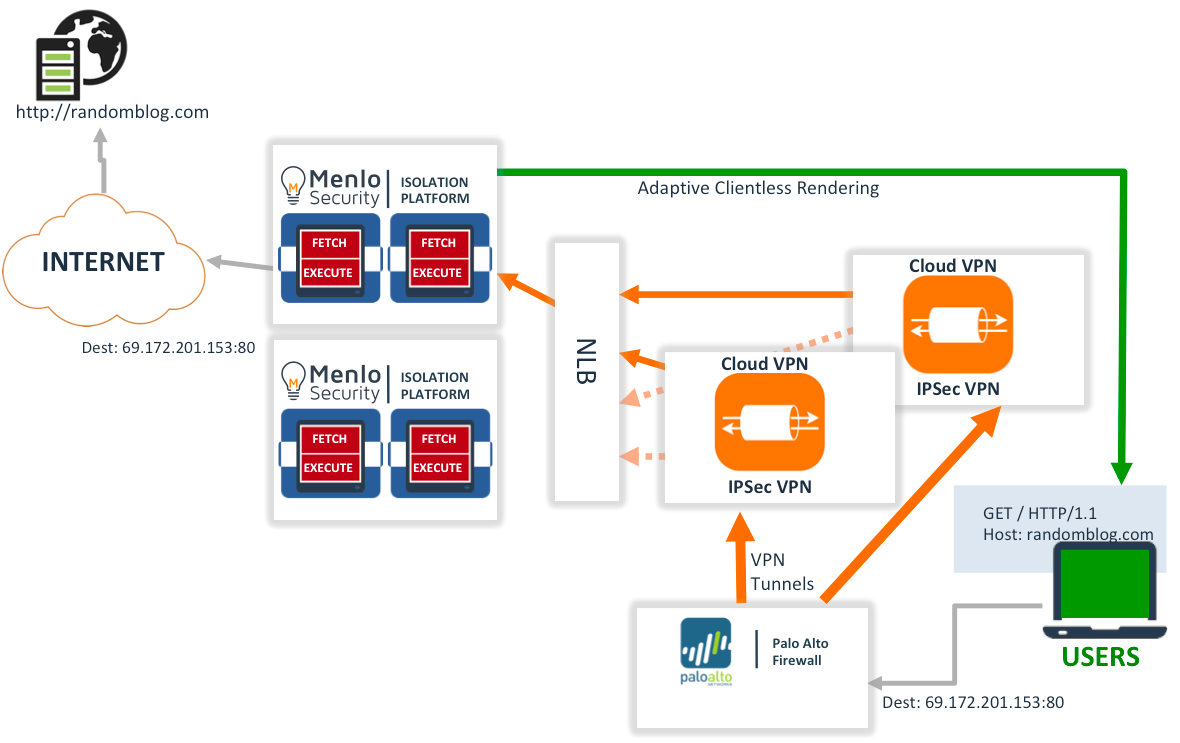 http://randomblog.com
INTERNET
Dest: 69.172.201.153:80
Menlo
Security
ISOLATION
PLATFORM
FETCH
EXECUTE
FETCH
EXECUTE
Menlo
Security
ISOLATION
PLATFORM
FETCH
EXECUTE
FETCH
EXECUTE
Adaptive Clientless Rendering
NLB
Cloud VPN
IPSec VPN
Cloud VPN
IPSec VPN
VPN
Tunnels
GET / HTTP/1.1
Host: randomblog.com
USERS
paloalto
NETWORKS
Palo Alto
Firewall
Dest: 69.172.201.153:80